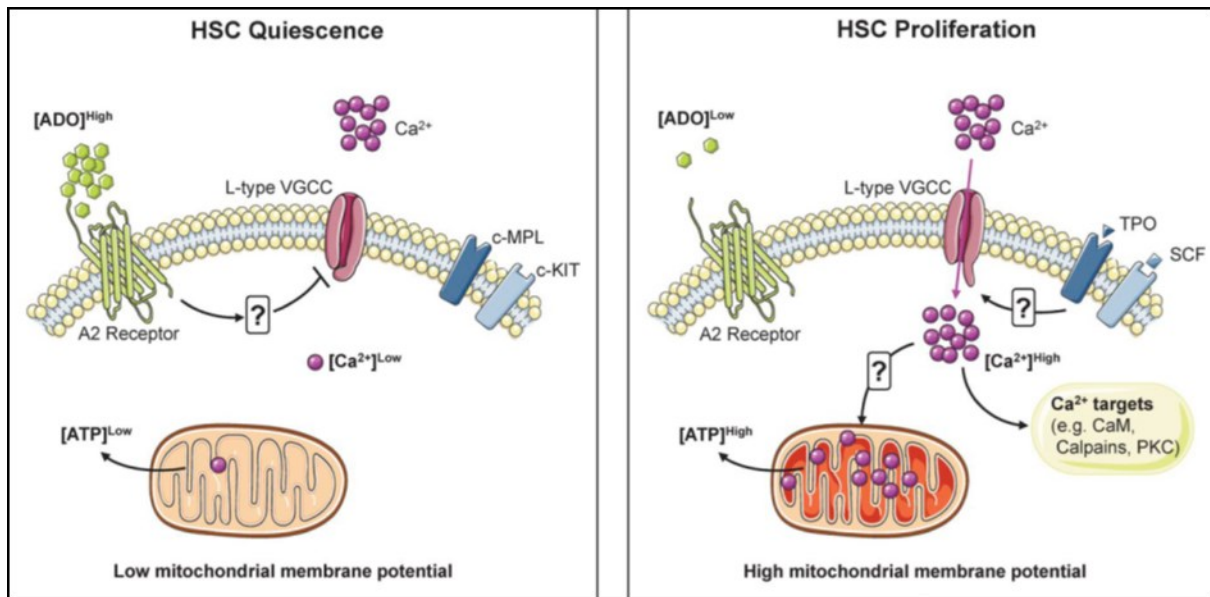 HSC Quiescence
[ADO]High
Ca2+
L-type VGCC
c-MPL
c-KIT
?
A2 Receptor
[Ca2+]Low
[ATP]Low
Low mitochondrial membrane potential
HSC Proliferation
[ADO]Low
Ca2+
L-type VGCC
TPO
SCF
?
A2 Receptor
[Ca2+]High
?
Ca2+ targets
(e.g. CaM,
Calpains, PKC)
[ATP]High
High mitochondrial membrane potential